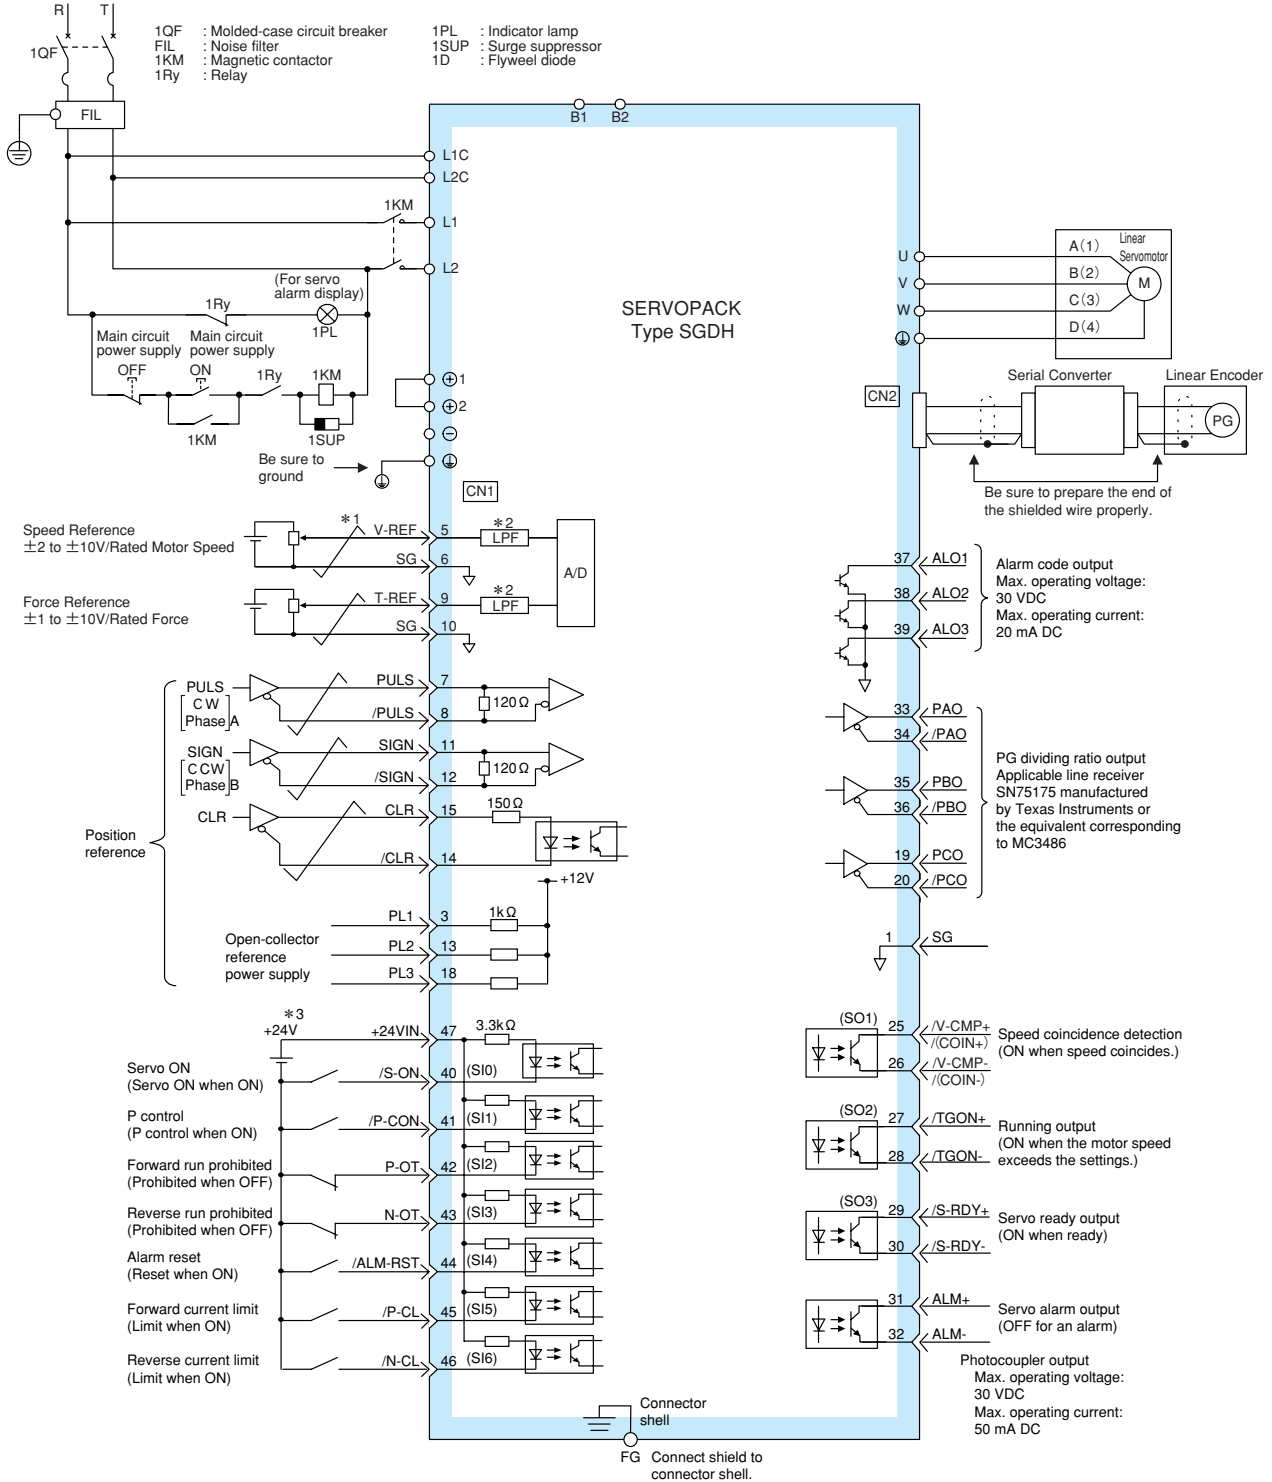 R T
1QF : Molded-case circuit breaker
FIL : Noise filter
1KM : Magnetic contactor
1Ry : Relay
1PL : Indicator lamp
1SUP : Surge suppressor
1D : Flyweel diode
1QF
FIL
B1 B2
L1C
L2C
1KM
L1
L2
(For servo
alarm display)
1Ry
1PL
Main circuit
power supply
OFF
Main circuit
power supply
ON
1Ry
1KM
1KM
1SUP
+1
+2
−
Be sure to
ground
SERVOPACK
Type SGDH
U
V
W
A(1)
B(2)
C(3)
D(4)
Linear
Servomotor
M
CN2
Serial Converter
Linear Encoder
PG
Be sure to prepare the end of
the shielded wire properly.
CN1
Speed Reference
±2 to ±10V/Rated Motor Speed
*1
V-REF 5
*2
LPF
SG 6
A/D
Force Reference
±1 to ±10V/Rated Force
T-REF 9
*2
LPF
SG 10
Position
reference
PULS
[CW
Phase A]
PULS 7
/PULS 8
120Ω
SIGN
[CCW
Phase B]
SIGN 11
/SIGN 12
120Ω
CLR
CLR 15
150Ω
/CLR 14
+12V
Open-collector
reference
power supply
PL1 3
1kΩ
PL2 13
PL3 18
*3
+24V
+24VIN 47
3.3kΩ
Servo ON
(Servo ON when ON)
/S-ON 40 (SI0)
P control
(P control when ON)
/P-CON 41 (SI1)
Forward run prohibited
(Prohibited when OFF)
P-OT 42 (SI2)
Reverse run prohibited
(Prohibited when OFF)
N-OT 43 (SI3)
Alarm reset
(Reset when ON)
/ALM-RST 44 (SI4)
Forward current limit
(Limit when ON)
/P-CL 45 (SI5)
Reverse current limit
(Limit when ON)
/N-CL 46 (SI6)
37 ALO1
38 ALO2
39 ALO3
Alarm code output
Max. operating voltage:
30 VDC
Max. operating current:
20 mA DC
33 PAO
34 /PAO
35 PBO
36 /PBO
19 PCO
20 /PCO
PG dividing ratio output
Applicable line receiver
SN75175 manufactured
by Texas Instruments or
the equivalent corresponding
to MC3486
1 SG
(SO1)
25 /V-CMP+
/(COIN+)
26 /V-CMP-
/(COIN-)
Speed coincidence detection
(ON when speed coincides.)
(SO2)
27 /TGON+
28 /TGON-
Running output
(ON when the motor speed
exceeds the settings.)
(SO3)
29 /S-RDY+
30 /S-RDY-
Servo ready output
(ON when ready)
31 ALM+
32 ALM-
Servo alarm output
(OFF for an alarm)
Photocoupler output
Max. operating voltage:
30 VDC
Max. operating current:
50 mA DC
Connector
shell
FG Connect shield to
connector shell.